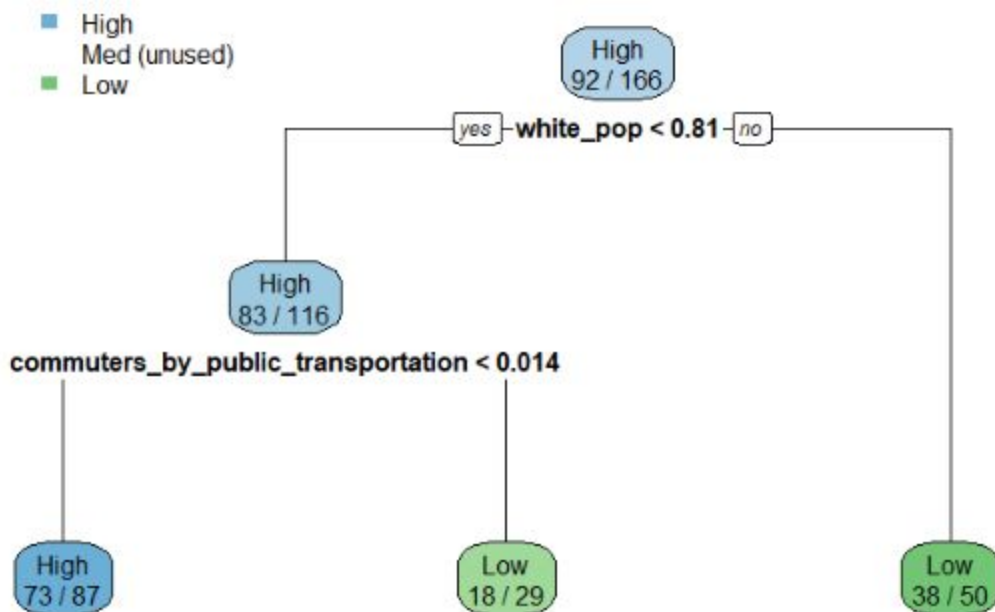 High
Med (unused)
Low
High
92 / 166
yes white_pop < 0.81 no
High
83 / 116
commuters_by_public_transportation < 0.014
High
73 / 87
Low
18 / 29
Low
38 / 50